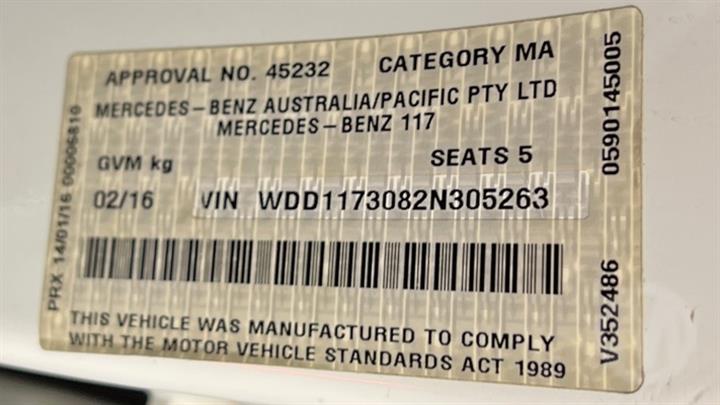 APPROVAL NO. 45232 CATEGORY MA
MERCEDES-BENZ AUSTRALIA/PACIFIC PTY LTD
MERCEDES-BENZ 117
GVM kg SEATS 5
02/16 VIN WDD1173082N305263
THIS VEHICLE WAS MANUFACTURED TO COMPLY
WITH THE MOTOR VEHICLE STANDARDS ACT 1989
PRX 14/01/16 00006810
0590145005
V352486